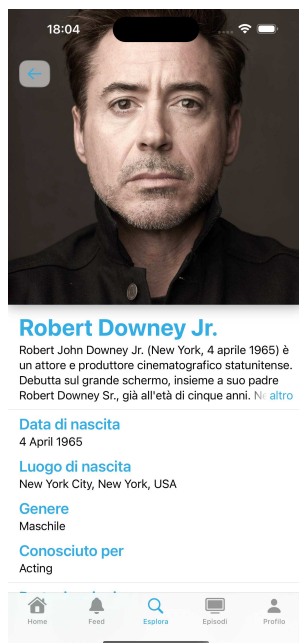 18:04
Robert Downey Jr.
Robert John Downey Jr. (New York, 4 aprile 1965) è
un attore e produttore cinematografico statunitense.
Debutta sul grande schermo, insieme a suo padre
Robert Downey Sr., già all'età di cinque anni. altro
Data di nascita
4 April 1965
Luogo di nascita
New York City, New York, USA
Genere
Maschile
Conosciuto per
Acting
Home Feed Esplora Episodi Profilo